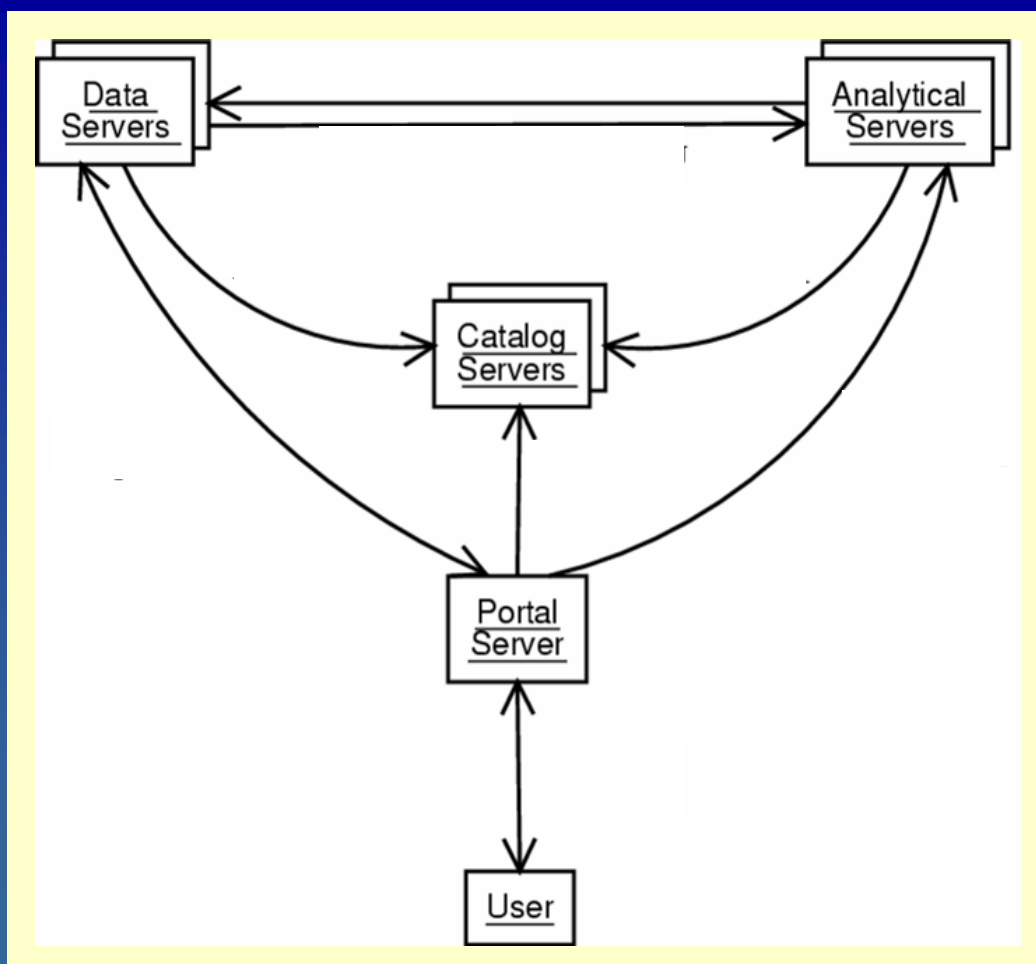 Data
Servers
Analytical
Servers
Catalog
Servers
Portal
Server
User